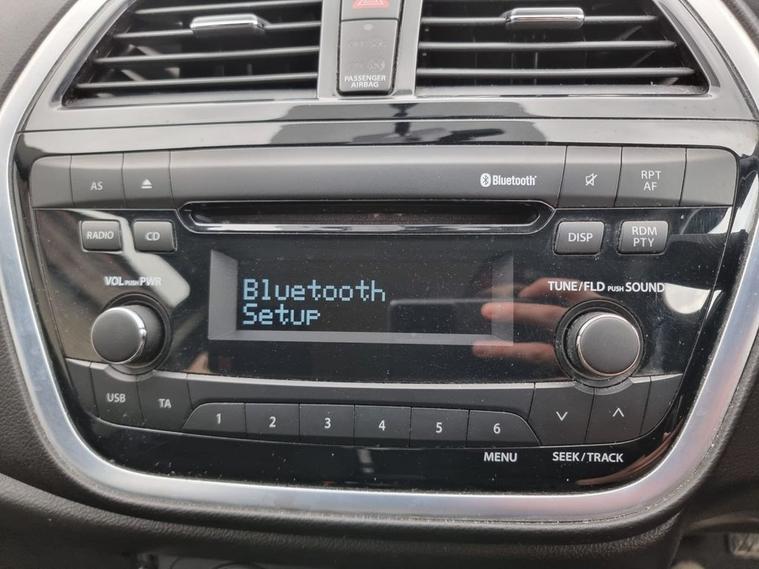 PASSENGER
AIRBAG
AS
Bluetooth®
RPT
AF
RADIO
CD
DISP
RDM
PTY
VOL PUSH PWR
TUNE/FLD PUSH SOUND
Bluetooth
Setup
USB
TA
1
2
3
4
5
6
MENU
SEEK/TRACK